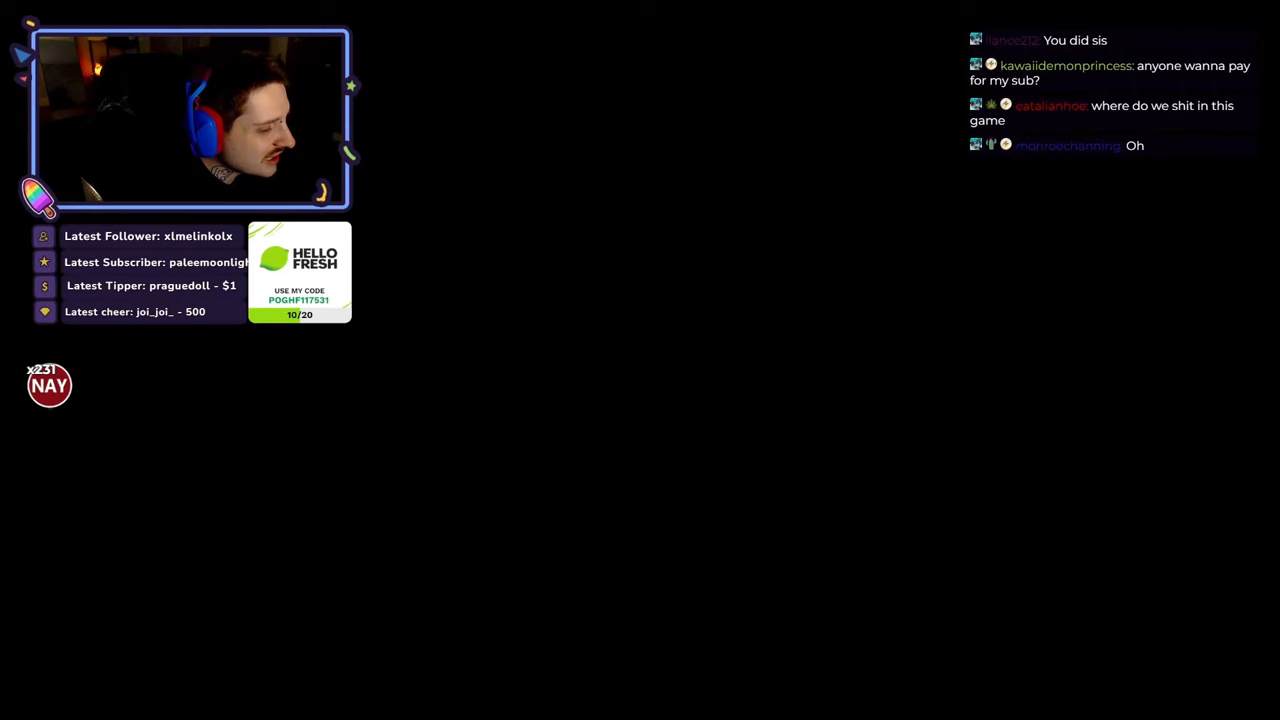 liance212: You did sis
kawaiidemonprincess: anyone wanna pay
for my sub?
eatalianhoe: where do we shit in this
game
monroechanning: Oh
Latest Follower: xlmelinkolx
Latest Subscriber: paleemoonligh
Latest Tipper: praguedoll - $1
Latest cheer: joi_joi_ - 500
HELLO
FRESH
USE MY CODE
POGHF117531
10/20
x231
NAY